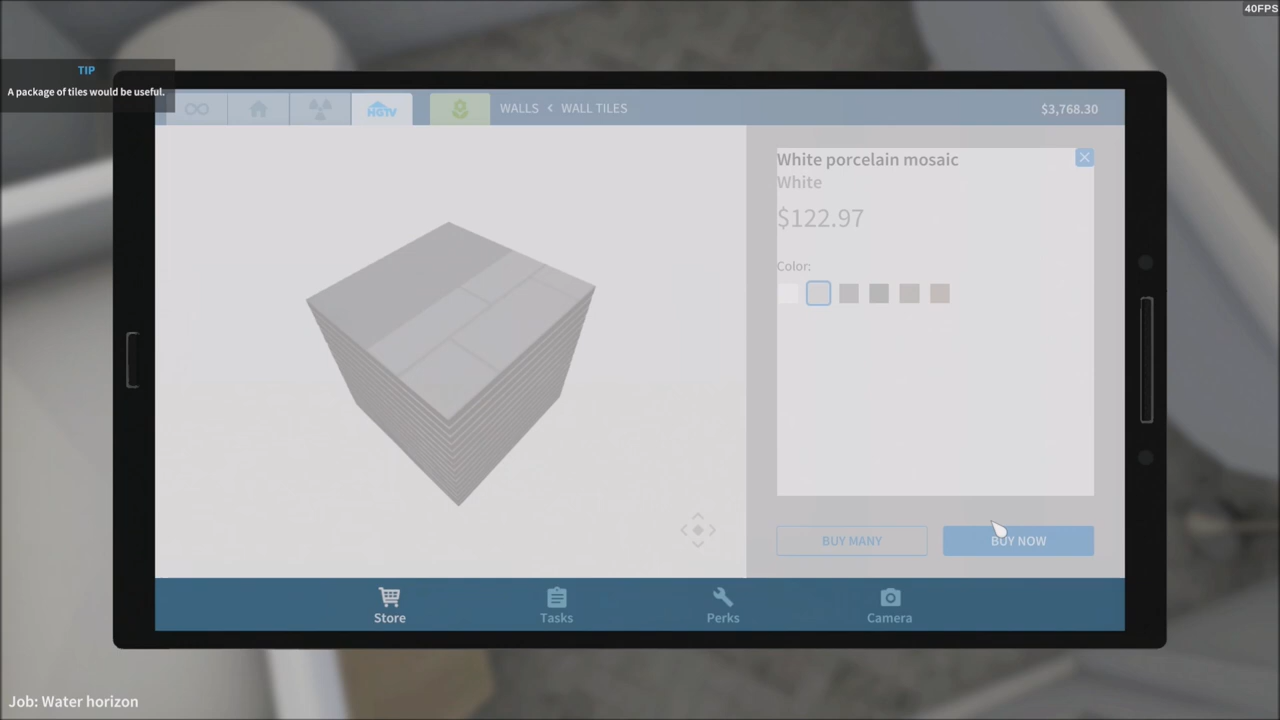 40FPS
TIP
A package of tiles would be useful.
HGTV
WALLS < WALL TILES
$3,768.30
White porcelain mosaic
White
$122.97
Color:
BUY MANY
BUY NOW
Store
Tasks
Perks
Camera
Job: Water horizon